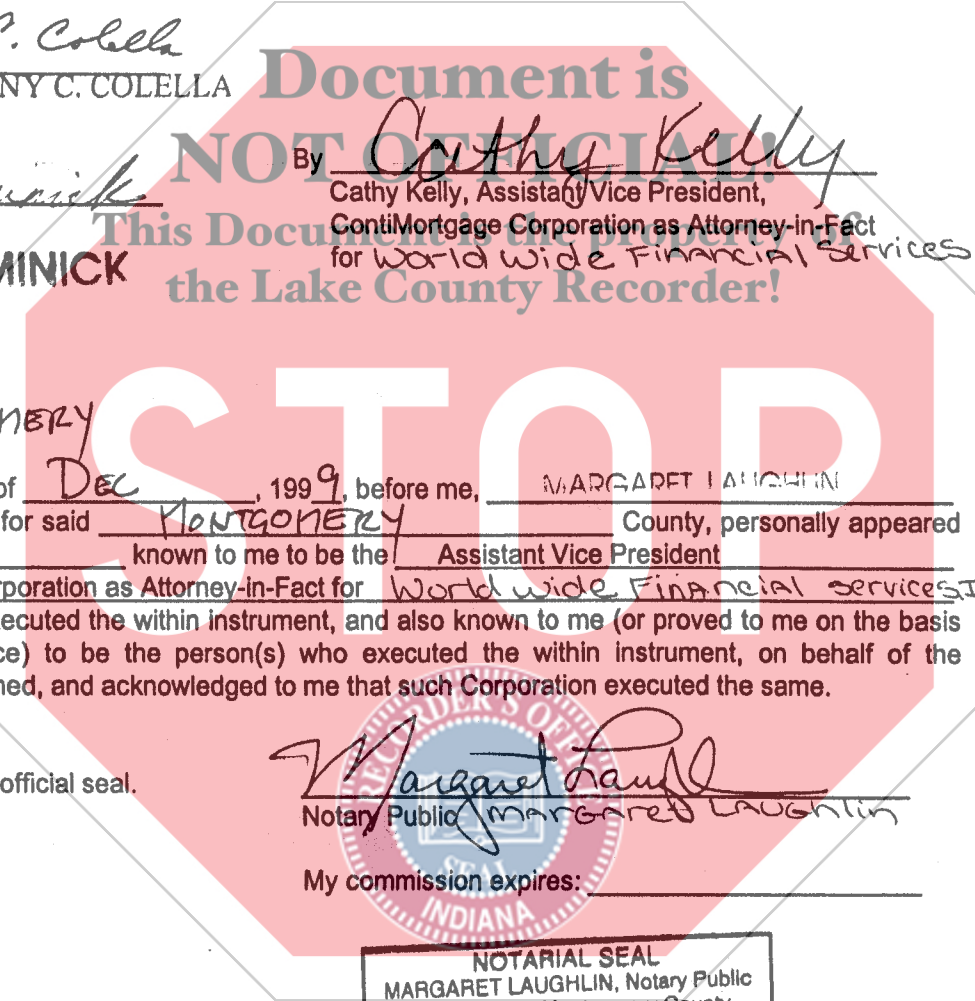 C. Colella
NY C. COLELLA
Document is
NOT OFFICIAL!
This Document is the property of
the Lake County Recorder!
By Cathy Kelly
Cathy Kelly, Assistant Vice President,
ContiMortgage Corporation as Attorney-in-Fact
for World Wide Financial Services
MINICK
STOP
NERY
of DEC, 1999, before me, MARGARET LAUGHLIN
for said MONTGOMERY County, personally appeared
known to me to be the Assistant Vice President
poration as Attorney-in-Fact for World wide Financial services I
ecuted the within instrument, and also known to me (or proved to me on the basis
ce) to be the person(s) who executed the within instrument, on behalf of the
ned, and acknowledged to me that such Corporation executed the same.
official seal.
Margaret Laughlin
Notary Public Margaret Laughlin
RECORDER'S OFFICE
SEAL
INDIANA
My commission expires:
NOTARIAL SEAL
MARGARET LAUGHLIN, Notary Public
County